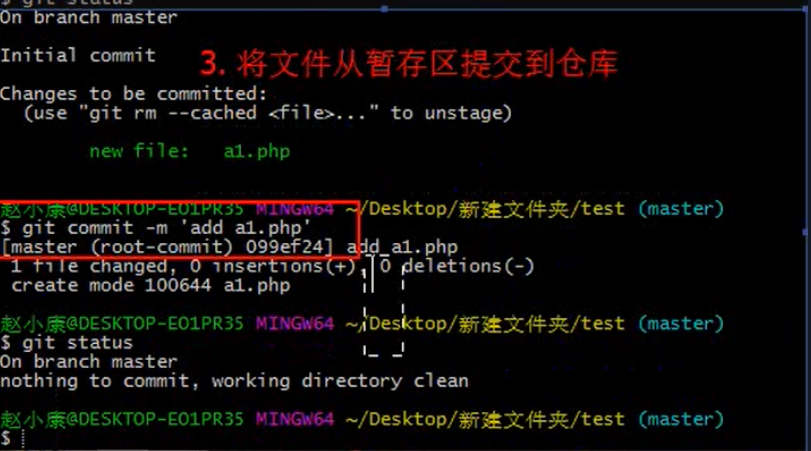 $ git status
On branch master
Initial commit
3. 将文件从暂存区提交到仓库
Changes to be committed:
(use "git rm --cached <file>..." to unstage)
new file: a1.php
赵小康@DESKTOP-EO1PR35 MINGW64 ~/Desktop/新建文件夹/test (master)
$ git commit -m 'add a1.php'
[master (root-commit) 099ef24] add a1.php
1 file changed, 0 insertions(+), 0 deletions(-)
create mode 100644 a1.php
赵小康@DESKTOP-EO1PR35 MINGW64 ~/Desktop/新建文件夹/test (master)
$ git status
On branch master
nothing to commit, working directory clean
赵小康@DESKTOP-EO1PR35 MINGW64 ~/Desktop/新建文件夹/test (master)
$